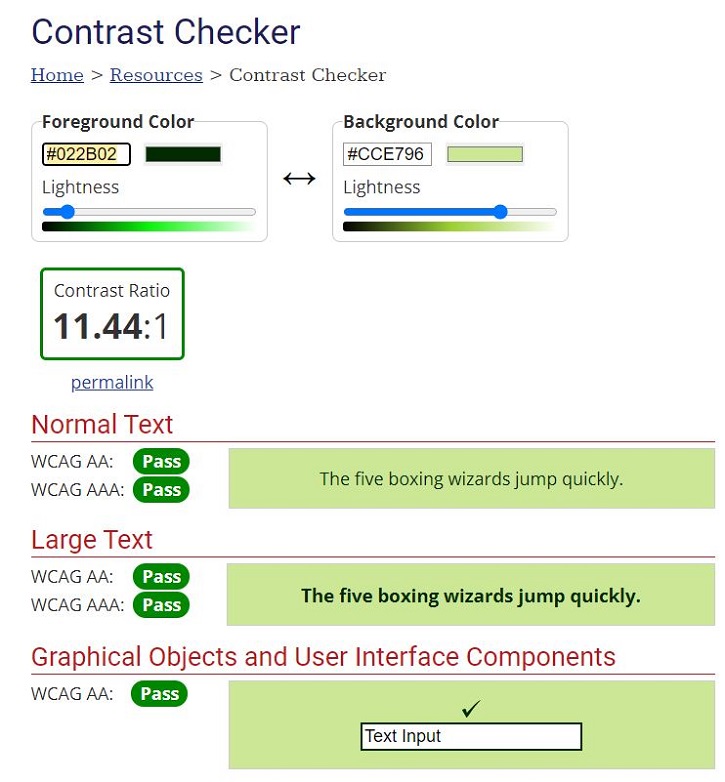 Contrast Checker
Home > Resources > Contrast Checker
Foreground Color
#022B02
Lightness
Background Color
#CCE796
Lightness
Contrast Ratio
11.44:1
permalink
Normal Text
WCAG AA: Pass
WCAG AAA: Pass
The five boxing wizards jump quickly.
Large Text
WCAG AA: Pass
WCAG AAA: Pass
The five boxing wizards jump quickly.
Graphical Objects and User Interface Components
WCAG AA: Pass
Text Input